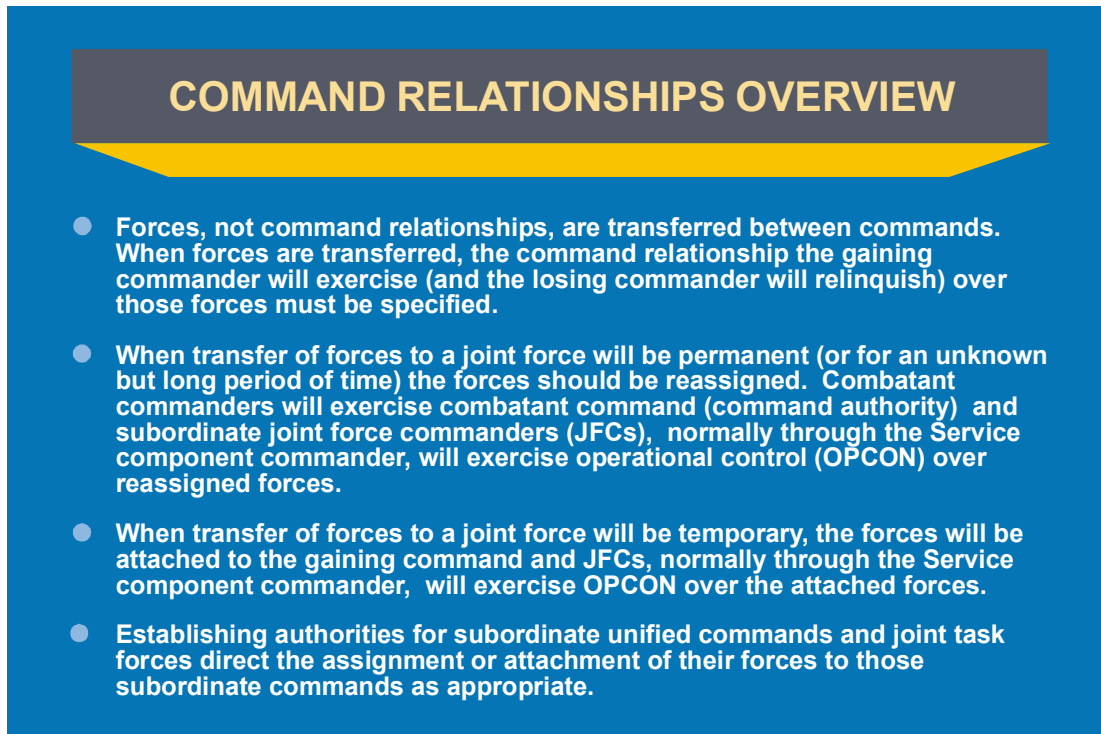 COMMAND RELATIONSHIPS OVERVIEW
Forces, not command relationships, are transferred between commands.
When forces are transferred, the command relationship the gaining
commander will exercise (and the losing commander will relinquish) over
those forces must be specified.
When transfer of forces to a joint force will be permanent (or for an unknown
but long period of time) the forces should be reassigned.  Combatant
commanders will exercise combatant command (command authority)  and
subordinate joint force commanders (JFCs),  normally through the Service
component commander, will exercise operational control (OPCON) over
reassigned forces.
When transfer of forces to a joint force will be temporary, the forces will be
attached to the gaining command and JFCs, normally through the Service
component commander,  will exercise OPCON over the attached forces.
Establishing authorities for subordinate unified commands and joint task
forces direct the assignment or attachment of their forces to those
subordinate commands as appropriate.